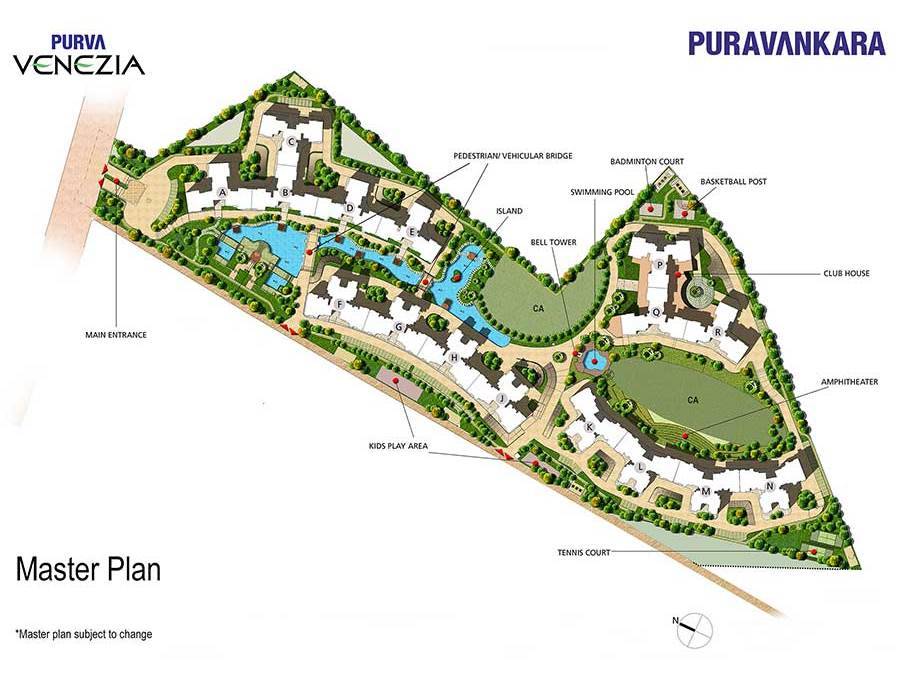 PURVA
VENEZIA
PURAVANKARA
PEDESTRIAN/ VEHICULAR BRIDGE
BADMINTON COURT
BASKETBALL POST
SWIMMING POOL
ISLAND
BELL TOWER
CLUB HOUSE
MAIN ENTRANCE
AMPHITHEATER
KIDS PLAY AREA
TENNIS COURT
A
B
C
D
E
F
G
H
J
K
L
M
N
P
Q
R
CA
CA
Master Plan
*Master plan subject to change
N